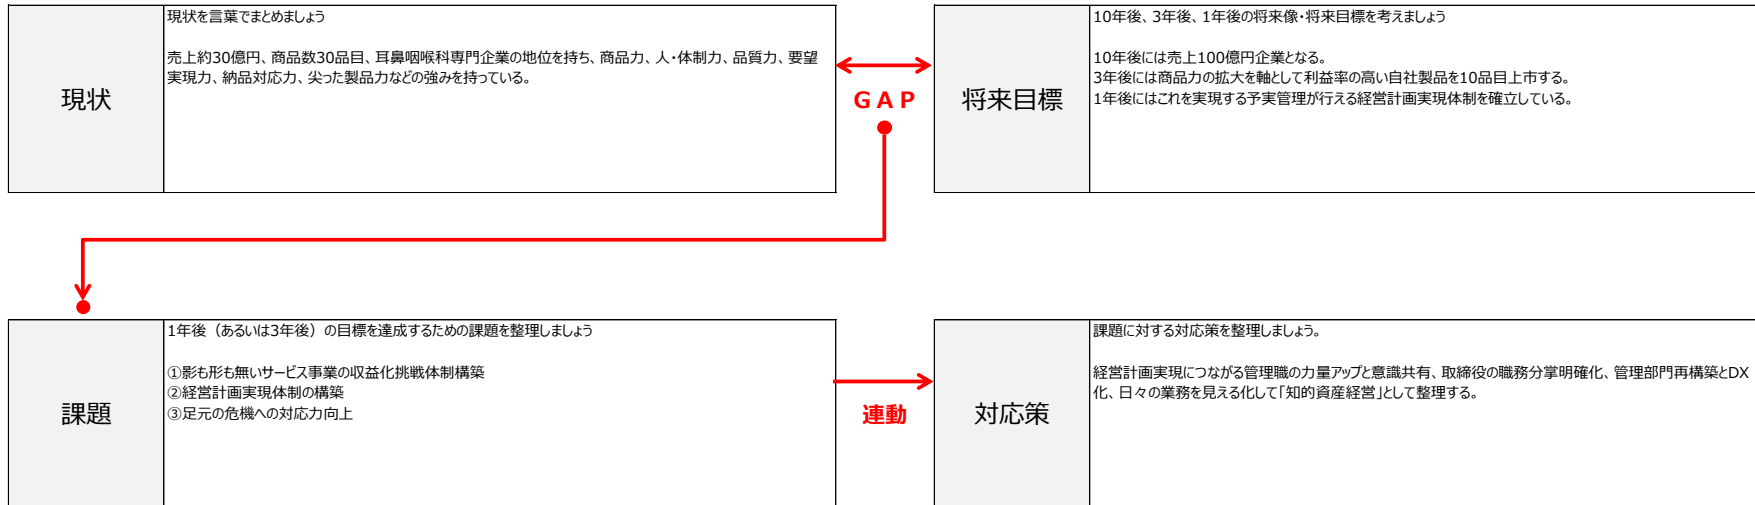 現状
現状を言葉でまとめましょう
売上約30億円、商品数30品目、耳鼻咽喉科専門企業の地位を持ち、商品力、人・体制力、品質力、要望
実現力、納品対応力、尖った製品力などの強みを持っている。
GAP
将来目標
10年後、3年後、1年後の将来像・将来目標を考えましょう
10年後には売上100億円企業となる。
3年後には商品力の拡大を軸として利益率の高い自社製品を10品目上市する。
1年後にはこれを実現する予実管理が行える経営計画実現体制を確立している。
課題
1年後（あるいは3年後）の目標を達成するための課題を整理しましょう
①影も形も無いサービス事業の収益化挑戦体制構築
②経営計画実現体制の構築
③足元の危機への対応力向上
連動
対応策
課題に対する対応策を整理しましょう。
経営計画実現につながる管理職の力量アップと意識共有、取締役の職務分掌明確化、管理部門再構築とDX
化、日々の業務を見える化して「知的資産経営」として整理する。